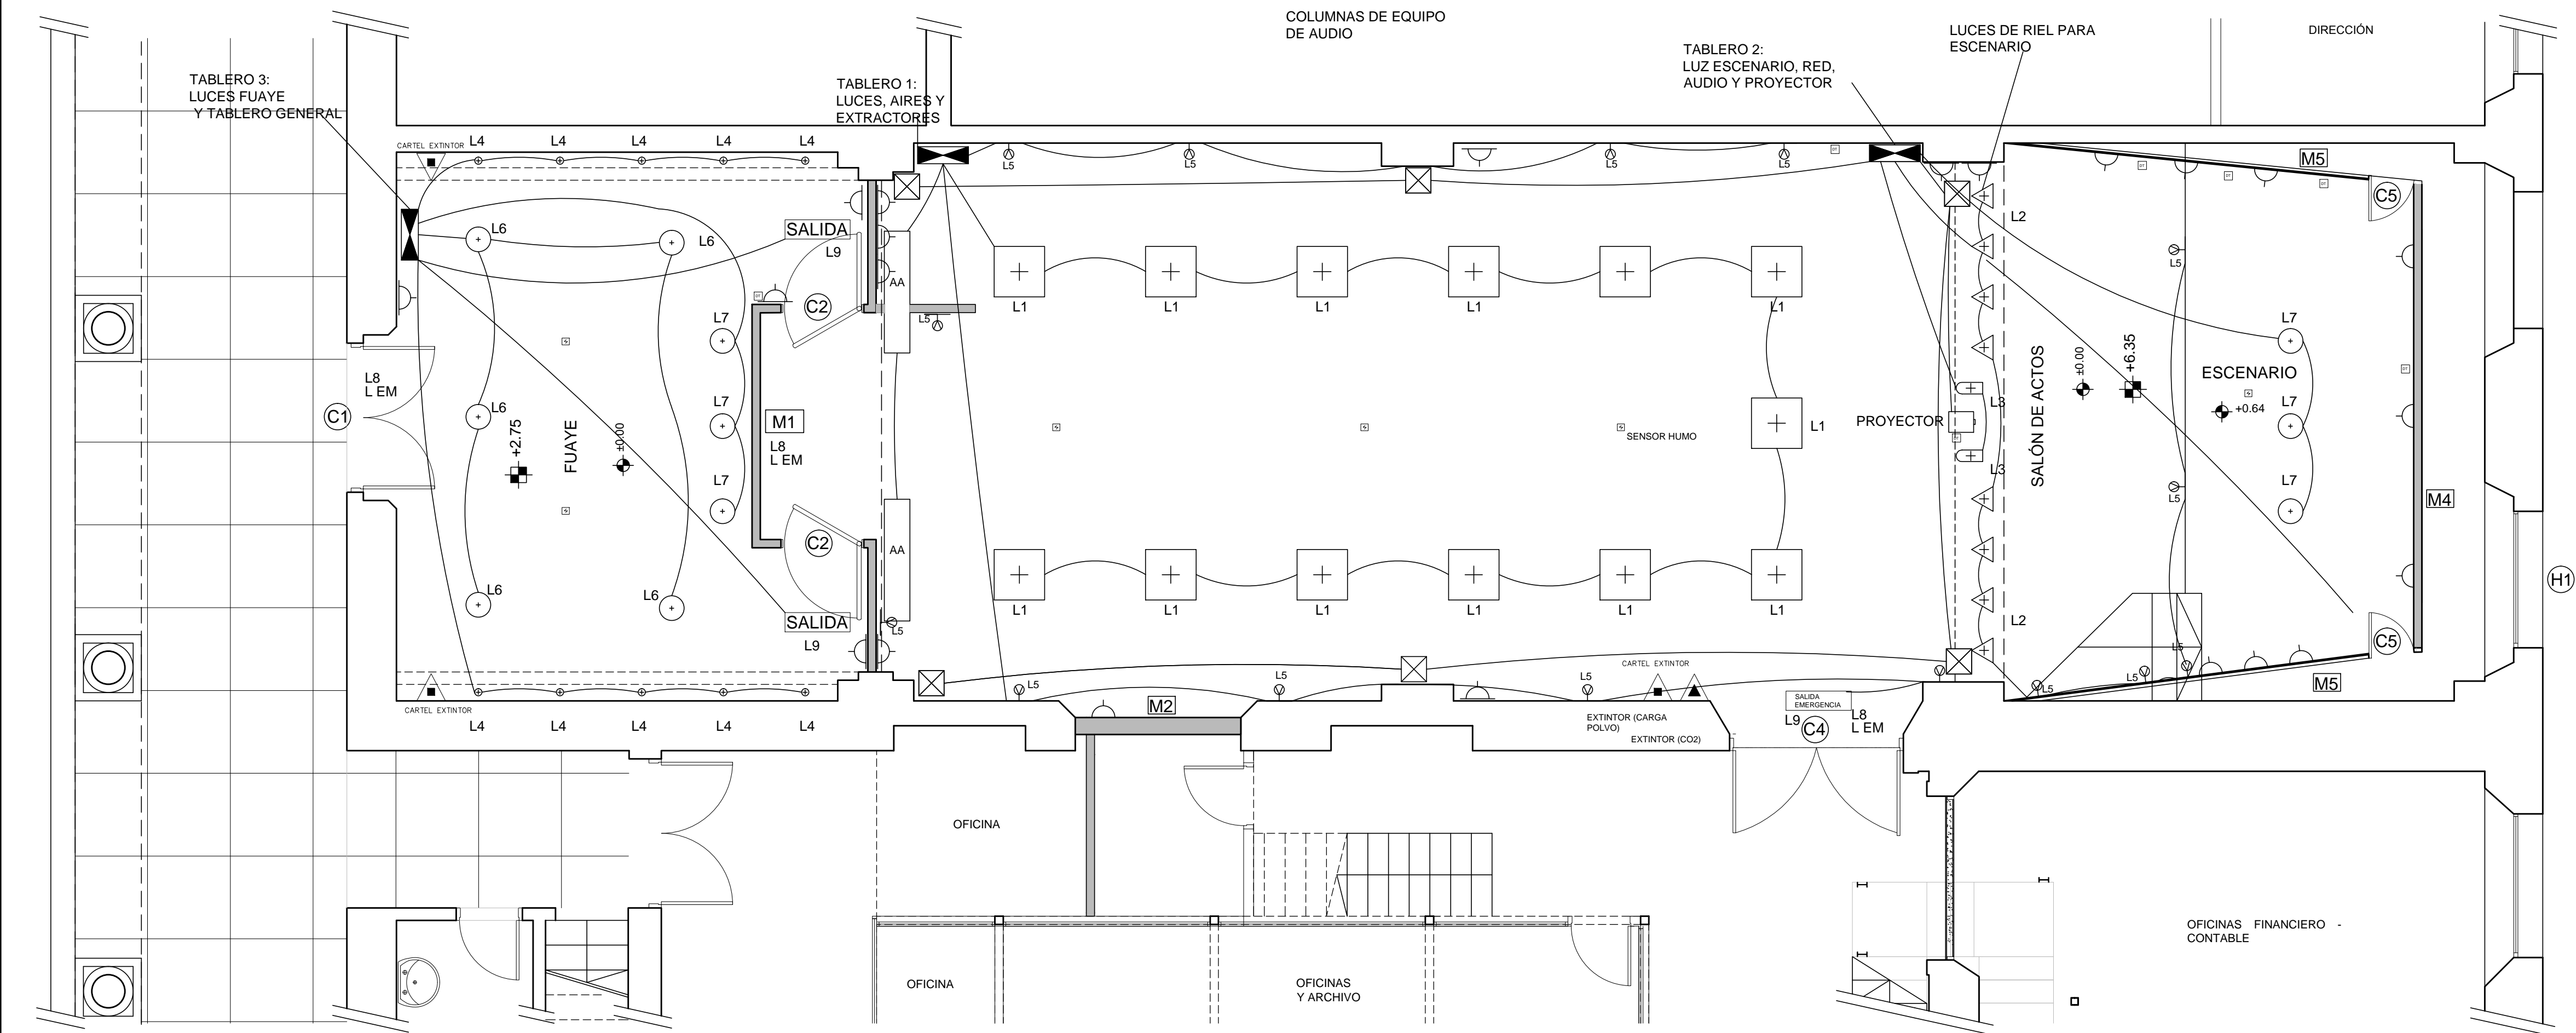 COLUMNAS DE EQUIPO
DE AUDIO
LUCES DE RIEL PARA
ESCENARIO
DIRECCIÓN
TABLERO 2:
LUZ ESCENARIO, RED,
AUDIO Y PROYECTOR
TABLERO 3:
LUCES FUAYE
Y TABLERO GENERAL
TABLERO 1:
LUCES, AIRES Y
EXTRACTORES
CARTEL EXTINTOR
L4
L4
L4
L4
L4
L5
L5
L5
L5
M5
C5
L2
L6
L6
SALIDA
L9
AA
L5
C2
L5
L1
L1
L1
L1
L1
L1
L7
L7
L8
L EM
C1
L6
L7
M1
L8
L EM
+2.75
FUAYE
±0.00
L7
SENSOR HUMO
L1
PROYECTOR
L3
L3
SALÓN DE ACTOS
±0.00
+6.35
ESCENARIO
+0.64
L7
L7
L5
M4
C2
AA
L6
L6
SALIDA
L9
L5
L1
L1
L1
L1
L1
L1
L2
H1
L5
C5
M5
CARTEL EXTINTOR
L4
L4
L4
L4
L4
L5
M2
L5
L5
CARTEL EXTINTOR
EXTINTOR (CARGA
POLVO)
EXTINTOR (CO2)
SALIDA
EMERGENCIA
L9
C4
L8
L EM
L5
L5
OFICINA
OFICINA
OFICINAS
Y ARCHIVO
OFICINAS FINANCIERO -
CONTABLE